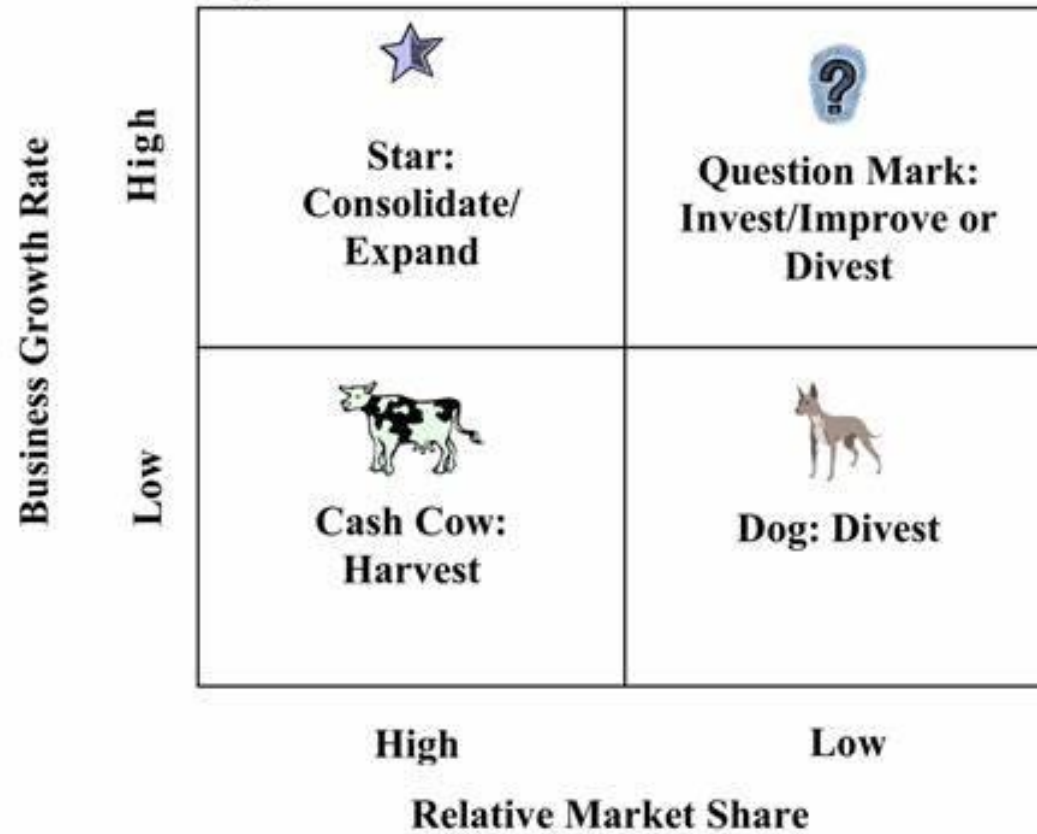 Business Growth Rate
High
Star:
Consolidate/
Expand
?
Question Mark:
Invest/Improve or
Divest
Low
Cash Cow:
Harvest
Dog: Divest
High
Low
Relative Market Share